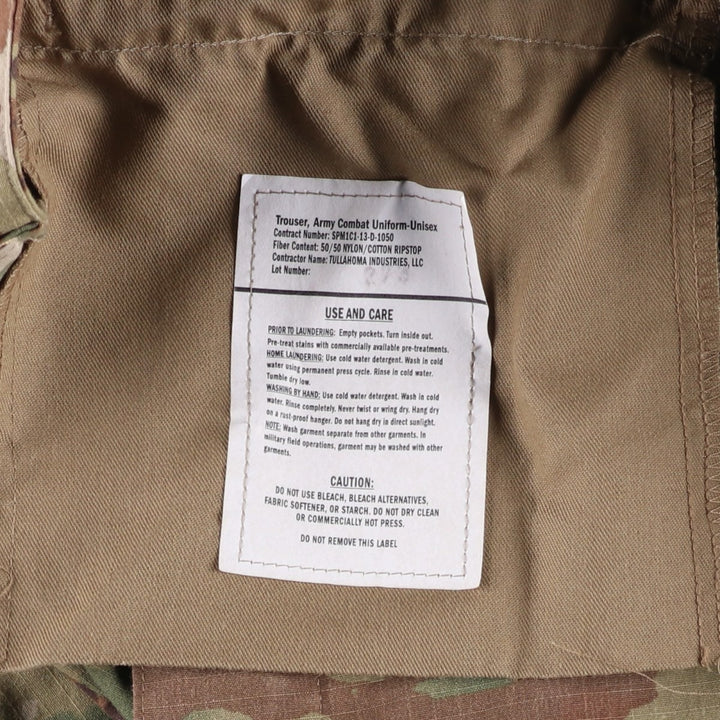 Trouser, Army Combat Uniform-Unisex
Contract Number: SPM1C1-13-D-1050
Fiber Content: 50/50 NYLON/COTTON RIPSTOP
Contractor Name: TULLAHOMA INDUSTRIES, LLC
Lot Number:
USE AND CARE
PRIOR TO LAUNDERING: Empty pockets. Turn inside out.
Pre-treat stains with commercially available pre-treatments.
HOME LAUNDERING: Use cold water detergent. Wash in cold
water using permanent press cycle. Rinse in cold water.
Tumble dry low.
WASHING BY HAND: Use cold water detergent. Wash in cold
water. Rinse completely. Never twist or wring dry. Hang dry
on a rust-proof hanger. Do not hang dry in direct sunlight.
NOTE: Wash garment separate from other garments. In
military field operations, garment may be washed with other
garments.
CAUTION:
DO NOT USE BLEACH, BLEACH ALTERNATIVES,
FABRIC SOFTENER, OR STARCH. DO NOT DRY CLEAN
OR COMMERCIALLY HOT PRESS.
DO NOT REMOVE THIS LABEL